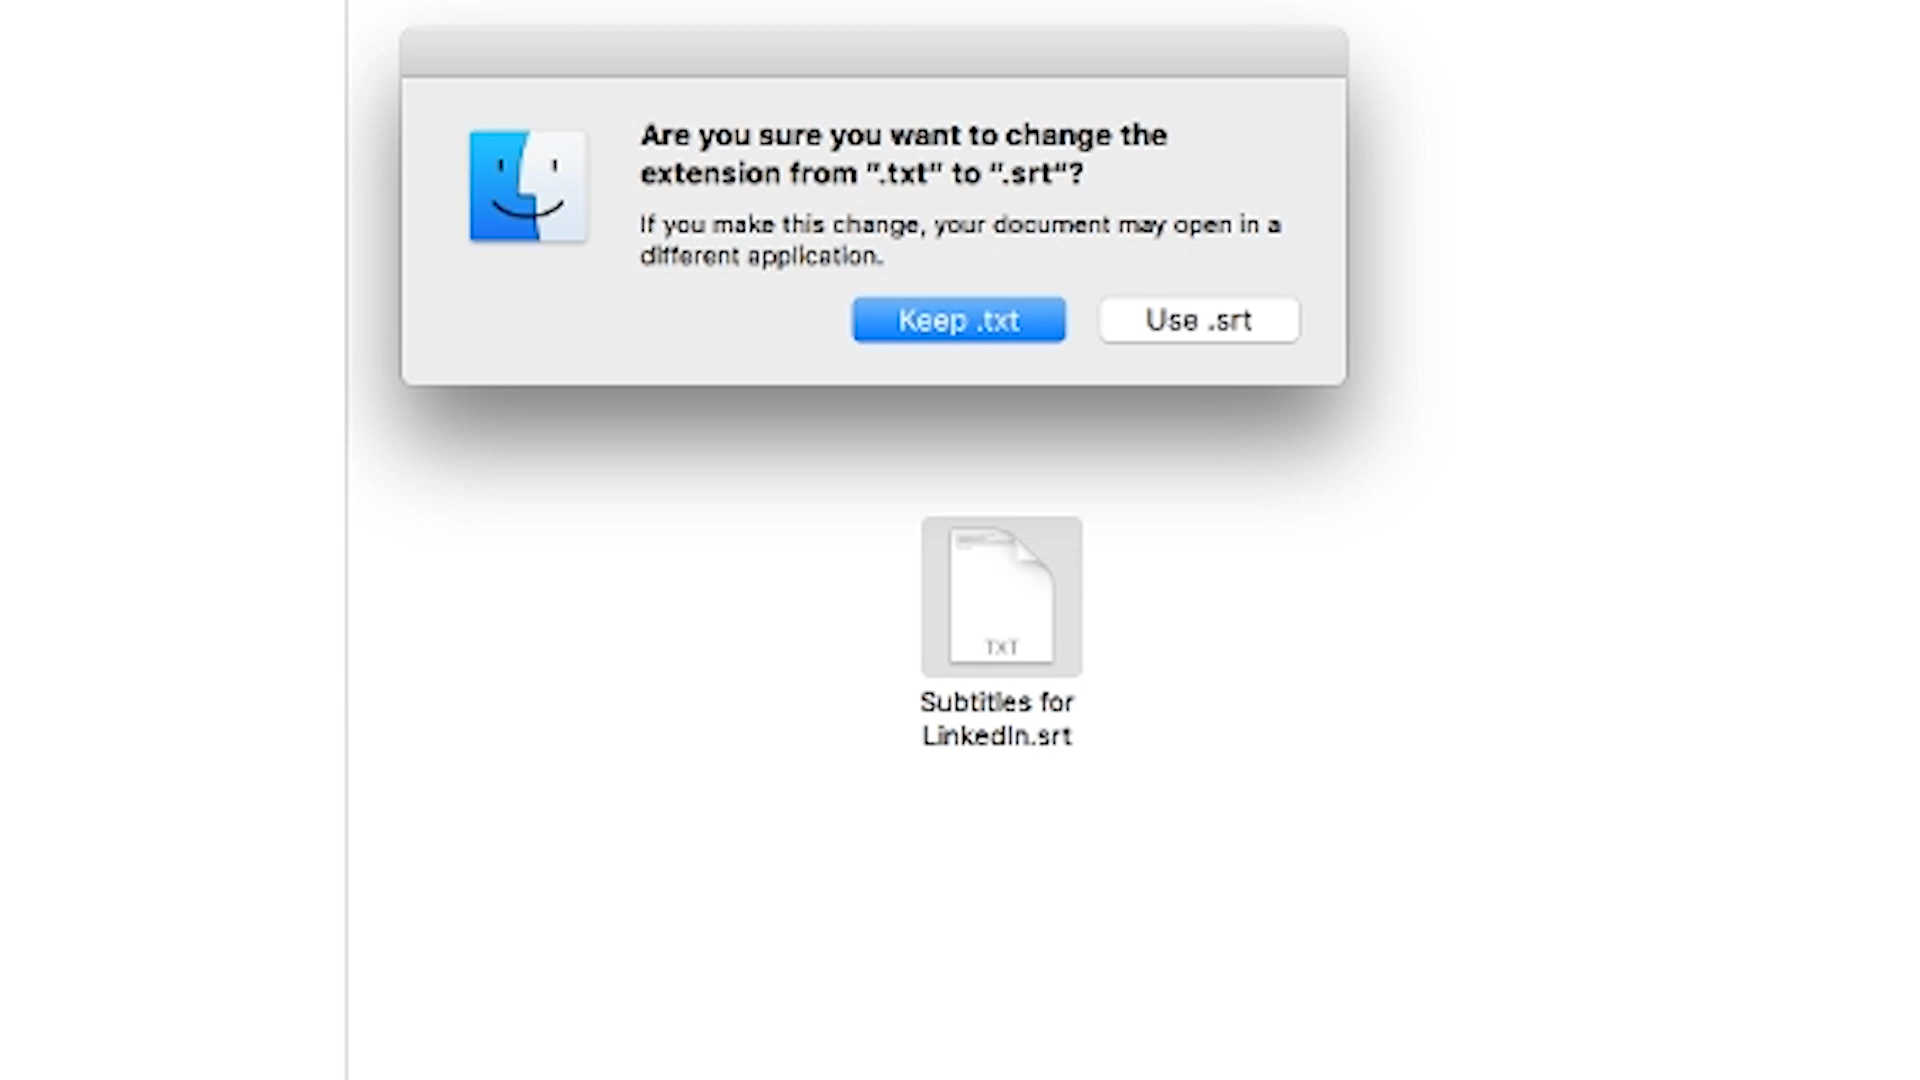 Are you sure you want to change the
extension from ".txt" to ".srt"?
If you make this change, your document may open in a
different application.
Keep .txt
Use .srt
TXT
Subtitles for
LinkedIn.srt